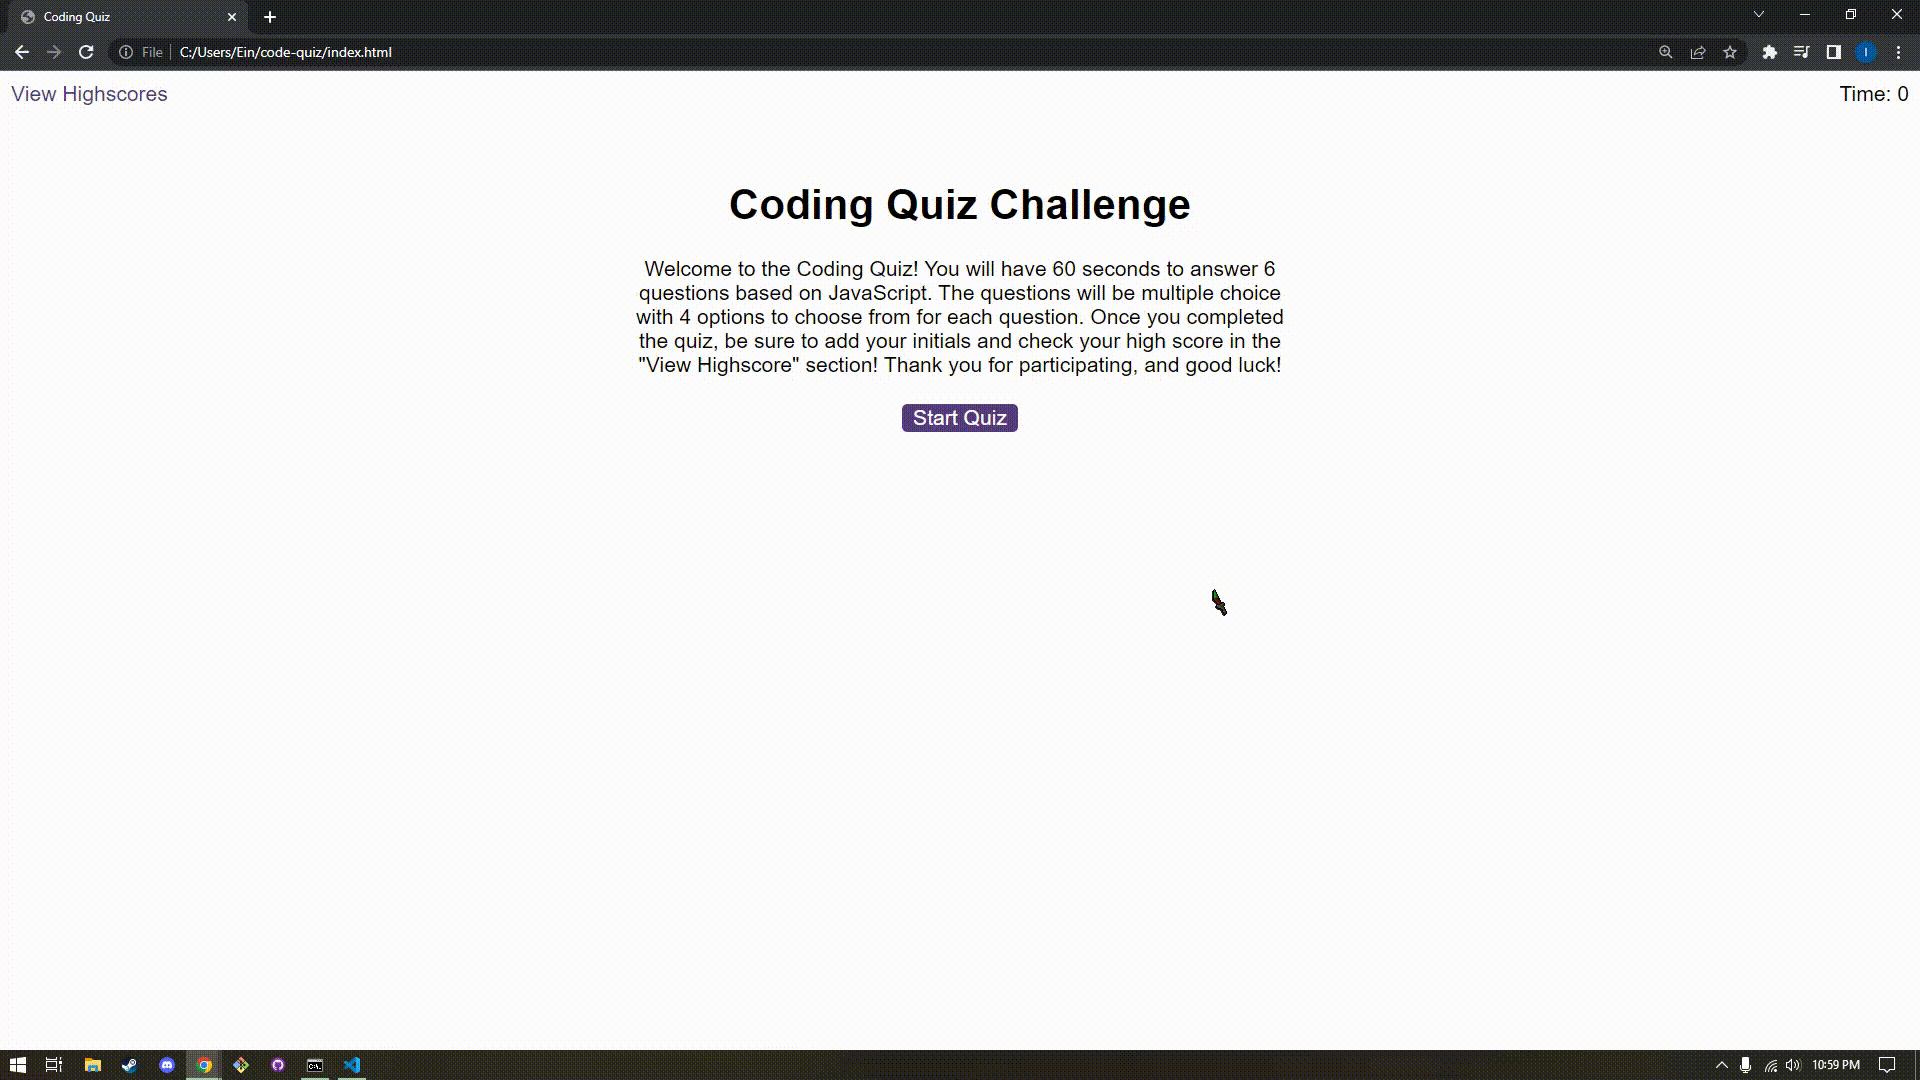 Coding Quiz
File C:/Users/Ein/code-quiz/index.html
I
View Highscores
Time: 0
Coding Quiz Challenge
Welcome to the Coding Quiz! You will have 60 seconds to answer 6
questions based on JavaScript. The questions will be multiple choice
with 4 options to choose from for each question. Once you completed
the quiz, be sure to add your initials and check your high score in the
"View Highscore" section! Thank you for participating, and good luck!
Start Quiz
10:59 PM